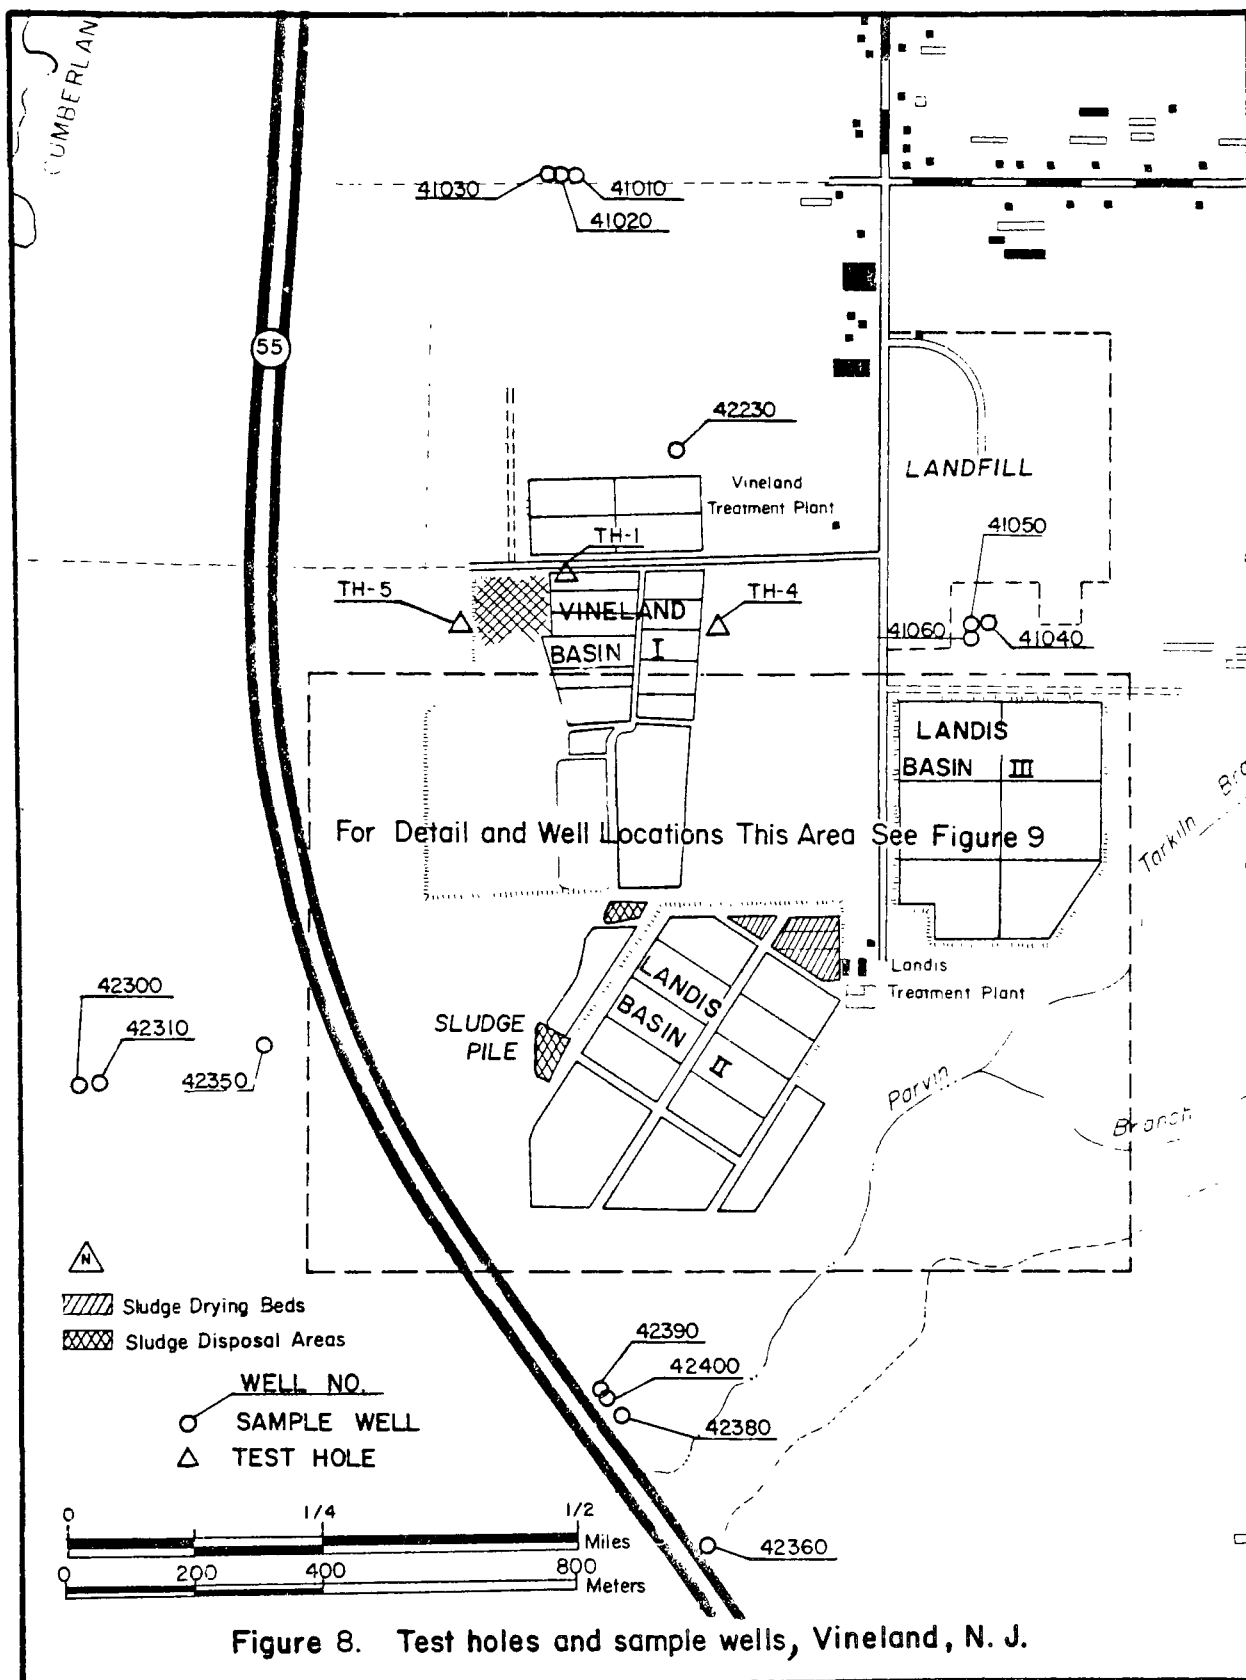 CUMBERLAN
41030
41010
41020
55
42230
LANDFILL
Vineland
Treatment Plant
41050
TH-1
TH-5
TH-4
VINELAND
BASIN I
41060
41040
LANDIS
BASIN III
For Detail and Well Locations This Area See Figure 9
Tarkiln Bra
Landis
Treatment Plant
42300
42310
42350
SLUDGE
PILE
LANDIS
BASIN
II
Parvin
Branch
N
Sludge Drying Beds
Sludge Disposal Areas
WELL NO.
SAMPLE WELL
TEST HOLE
42390
42400
42380
42360
0 1/4 1/2
Miles
0 200 400 800
Meters
Figure 8. Test holes and sample wells, Vineland, N. J.